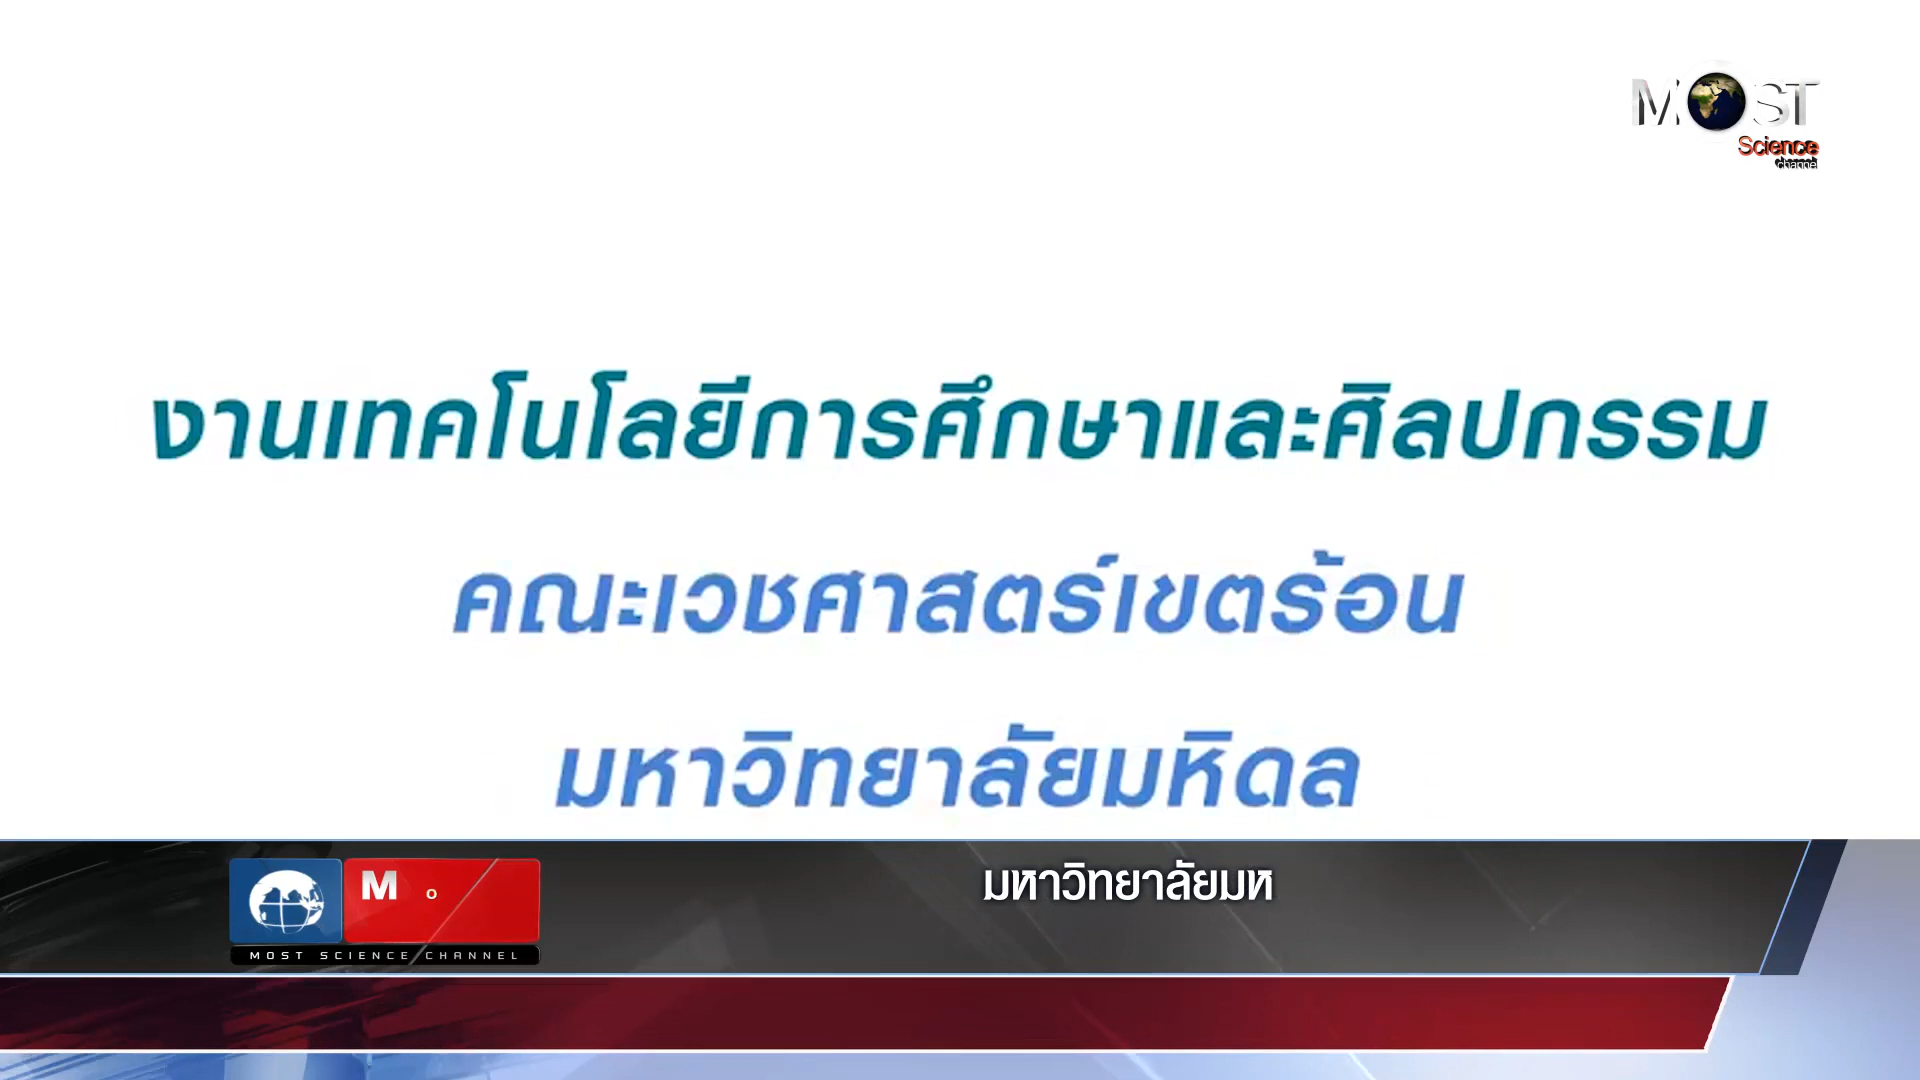 MOST
Science
channel
งานเทคโนโลยีการศึกษาและศิลปกรรม
คณะเวชศาสตร์เขตร้อน
มหาวิทยาลัยมหิดล
มหาวิทยาลัยมห
M o
MOST SCIENCE CHANNEL